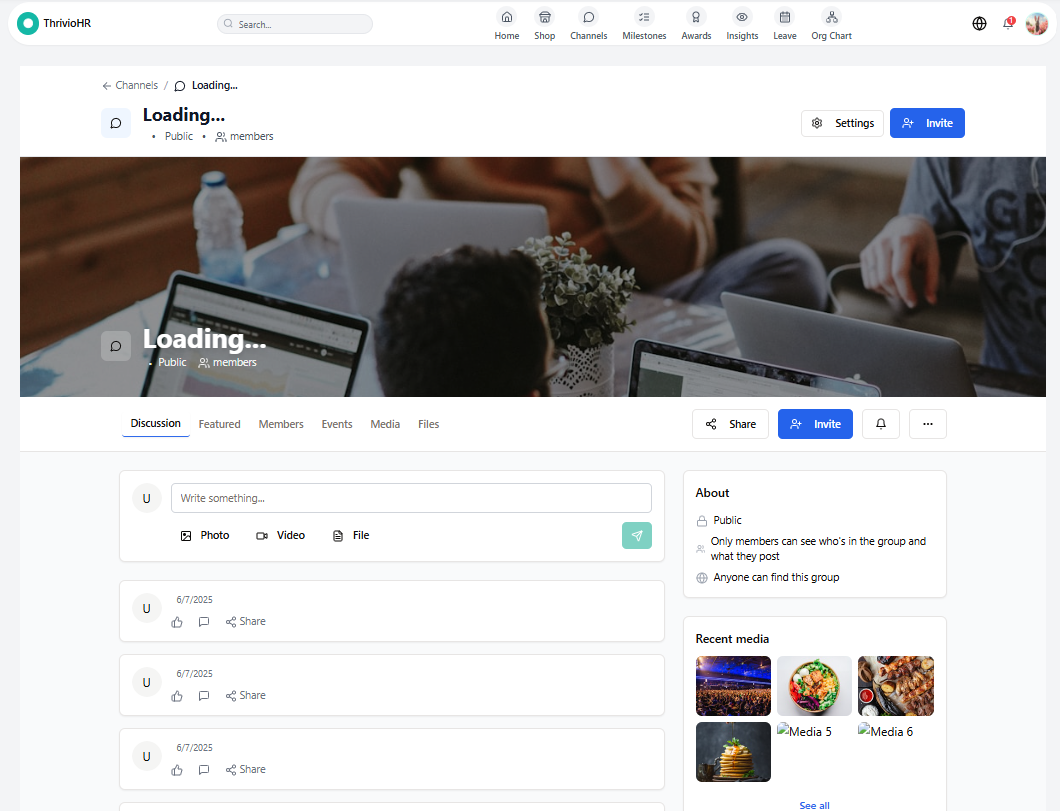 ThrivioHR
Search...
Home
Shop
Channels
Milestones
Awards
Insights
Leave
Org Chart
1
Channels / Loading...
Loading...
• Public • members
Settings
Invite
Loading...
• Public members
Discussion
Featured
Members
Events
Media
Files
Share
Invite
U
Write something...
Photo
Video
File
U
6/7/2025
Share
U
6/7/2025
Share
U
6/7/2025
Share
About
Public
Only members can see who's in the group and
what they post
Anyone can find this group
Recent media
Media 5
Media 6
See all